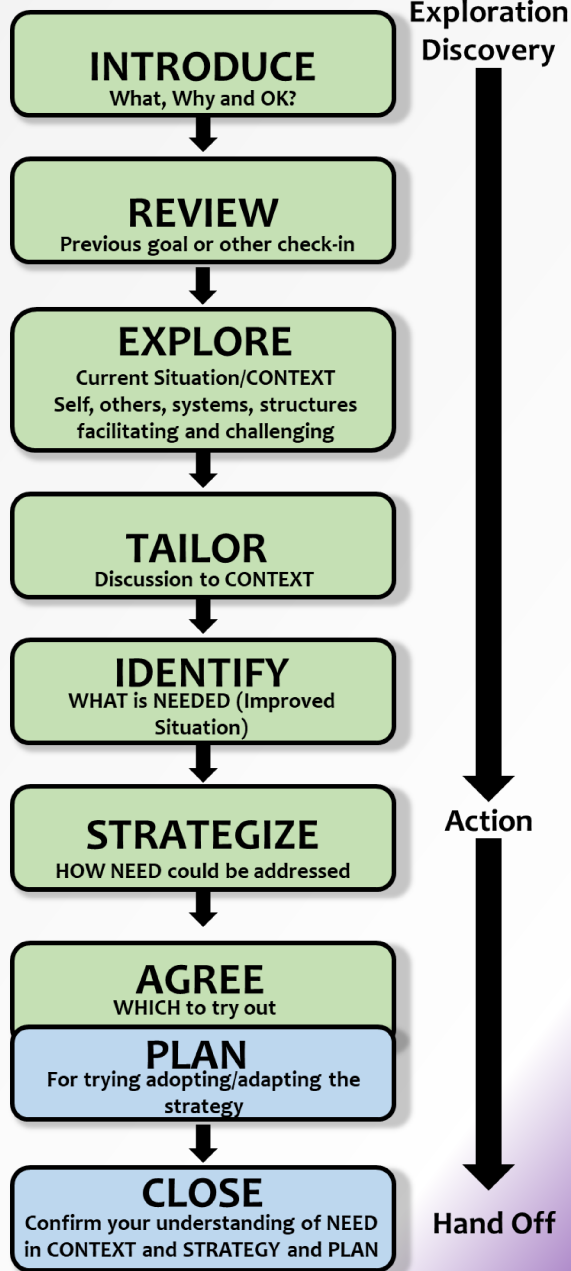 Exploration
Discovery
INTRODUCE
What, Why and OK?
REVIEW
Previous goal or other check-in
EXPLORE
Current Situation/CONTEXT
Self, others, systems, structures
facilitating and challenging
TAILOR
Discussion to CONTEXT
IDENTIFY
WHAT is NEEDED (Improved
Situation)
STRATEGIZE
HOW NEED could be addressed
Action
AGREE
WHICH to try out
PLAN
For trying adopting/adapting the
strategy
CLOSE
Confirm your understanding of NEED
in CONTEXT and STRATEGY and PLAN
Hand Off